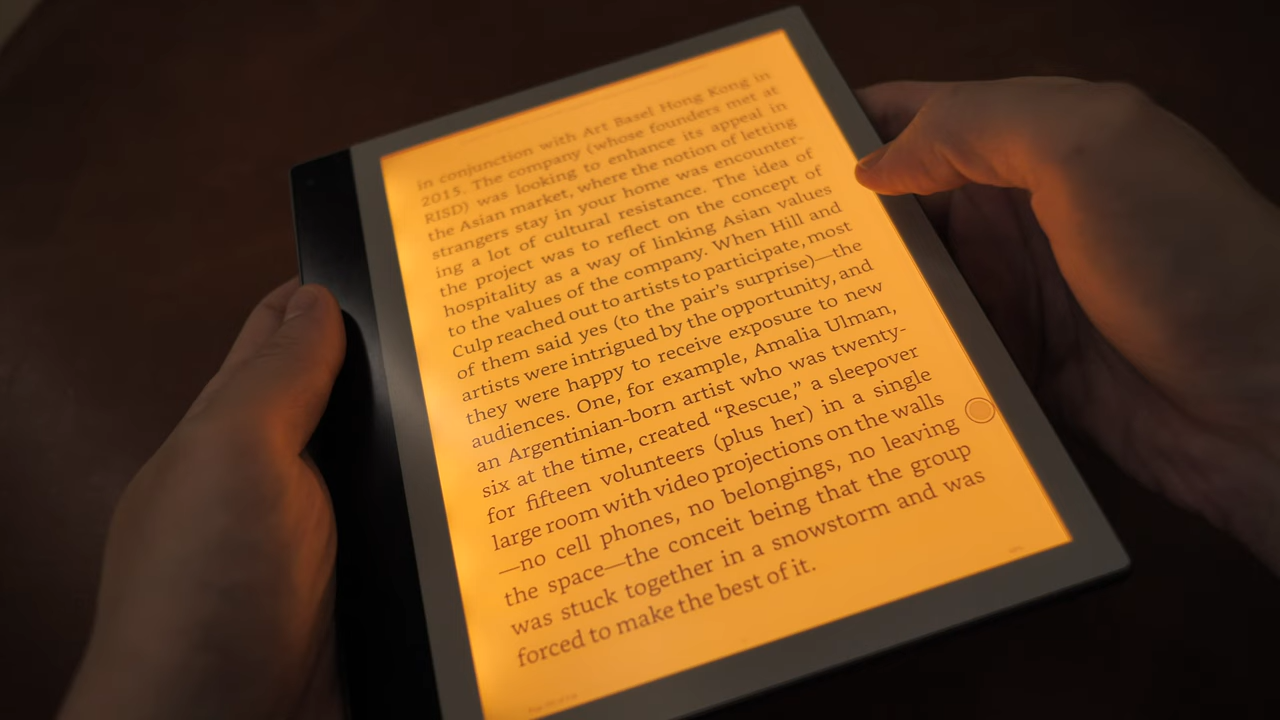 in conjunction with Art Basel Hong Kong in
2015. The company (whose founders met at
RISD) was looking to enhance its appeal in
the Asian market, where the notion of letting
strangers stay in your home was encounter-
ing a lot of cultural resistance. The idea of
the project was to reflect on the concept of
hospitality as a way of linking Asian values
to the values of the company. When Hill and
Culp reached out to artists to participate, most
of them said yes (to the pair's surprise)—the
artists were intrigued by the opportunity, and
they were happy to receive exposure to new
audiences. One, for example, Amalia Ulman,
an Argentinian-born artist who was twenty-
six at the time, created “Rescue,” a sleepover
for fifteen volunteers (plus her) in a single
large room with video projections on the walls
—no cell phones, no belongings, no leaving
the space—the conceit being that the group
was stuck together in a snowstorm and was
forced to make the best of it.